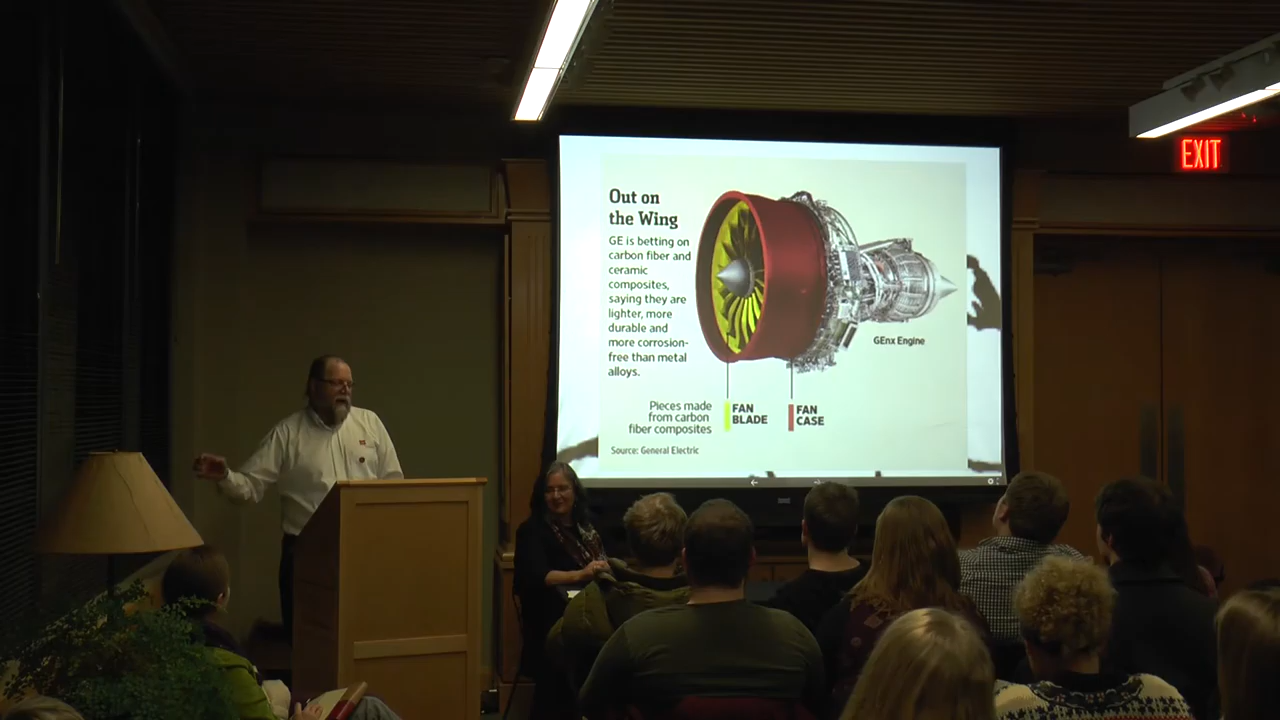 EXIT
Out on
the Wing
GE is betting on
carbon fiber and
ceramic
composites,
saying they are
lighter, more
durable and
more corrosion-
free than metal
alloys.
GEnx Engine
Pieces made
from carbon
fiber composites
FAN
BLADE
FAN
CASE
Source: General Electric